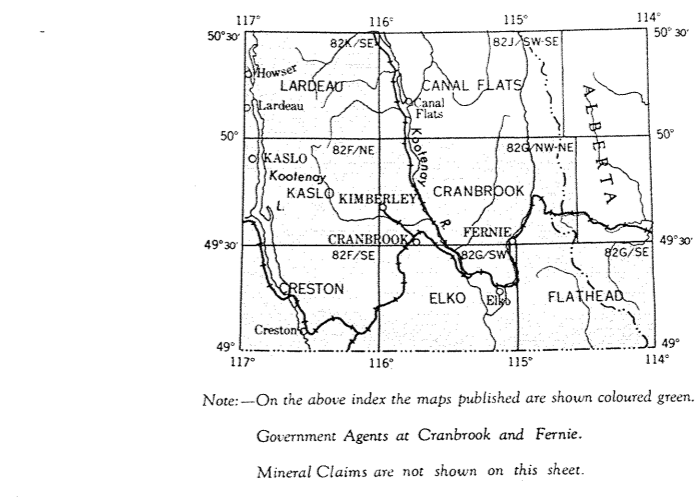 117° 116° 115° 114°
50° 30' 82K/SE 82J/SW-SE 50° 30'
Howser
LARDEAU CANAL FLATS
Lardeau Canal
Flats
ALBERTA
50° 50°
82F/NE Kootenay 82G/NW-NE
KASLO
Kootenay
KASLO KIMBERLEY CRANBROOK
L. R.
FERNIE
CRANBROOK
49° 30' 49° 30'
82F/SE 82G/SW 82G/SE
CRESTON ELKO Elko FLATHEAD
Creston
49° 49°
117° 116° 115° 114°
Note:—On the above index the maps published are shown coloured green.
Government Agents at Cranbrook and Fernie.
Mineral Claims are not shown on this sheet.